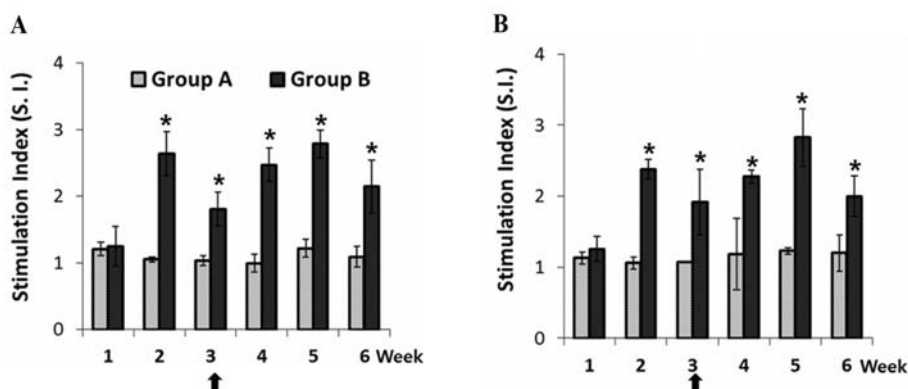 A
Stimulation Index (S. I.)
4
3
2
1
0
Group A
Group B
*
*
*
*
*
1 2 3 4 5 6 Week
B
Stimulation Index (S.I.)
4
3
2
1
0
*
*
*
*
*
1 2 3 4 5 6 Week